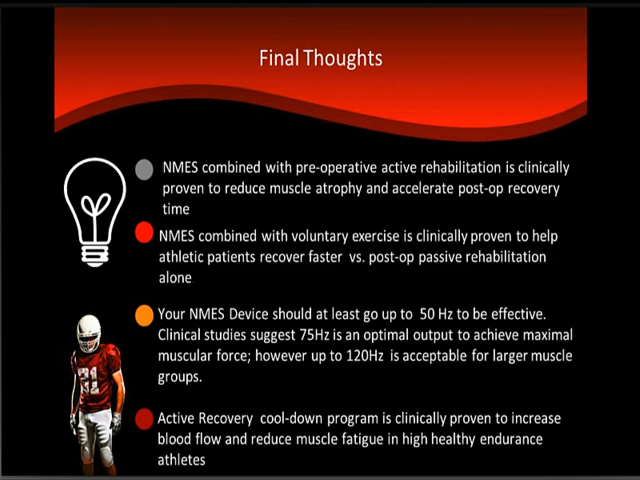 Final Thoughts
NMES combined with pre-operative active rehabilitation is clinically
proven to reduce muscle atrophy and accelerate post-op recovery
time
NMES combined with voluntary exercise is clinically proven to help
athletic patients recover faster vs. post-op passive rehabilitation
alone
Your NMES Device should at least go up to 50 Hz to be effective.
Clinical studies suggest 75Hz is an optimal output to achieve maximal
muscular force; however up to 120Hz is acceptable for larger muscle
groups.
Active Recovery cool-down program is clinically proven to increase
blood flow and reduce muscle fatigue in high healthy endurance
athletes
21